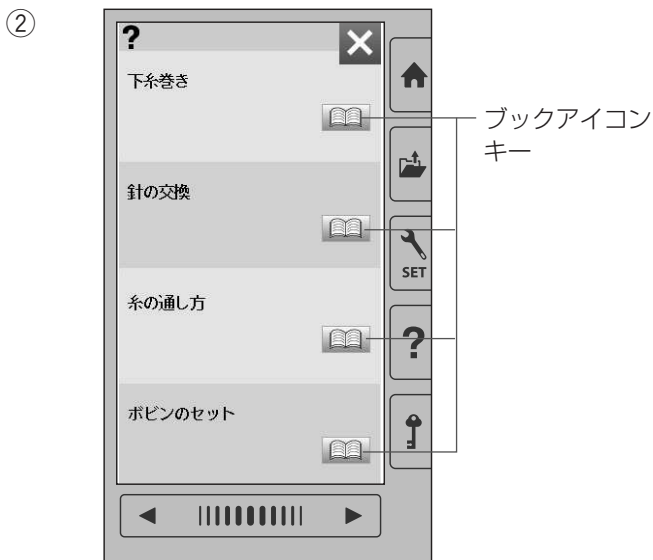 ②
?
下糸巻き
ブックアイコン
キー
針の交換
SET
糸の通し方
?
ボビンのセット